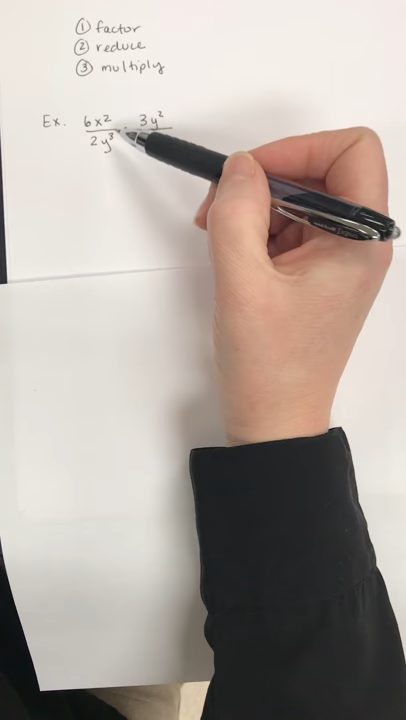 ① factor
② reduce
③ multiply
Ex. 6x2/2y³ · 3y²/